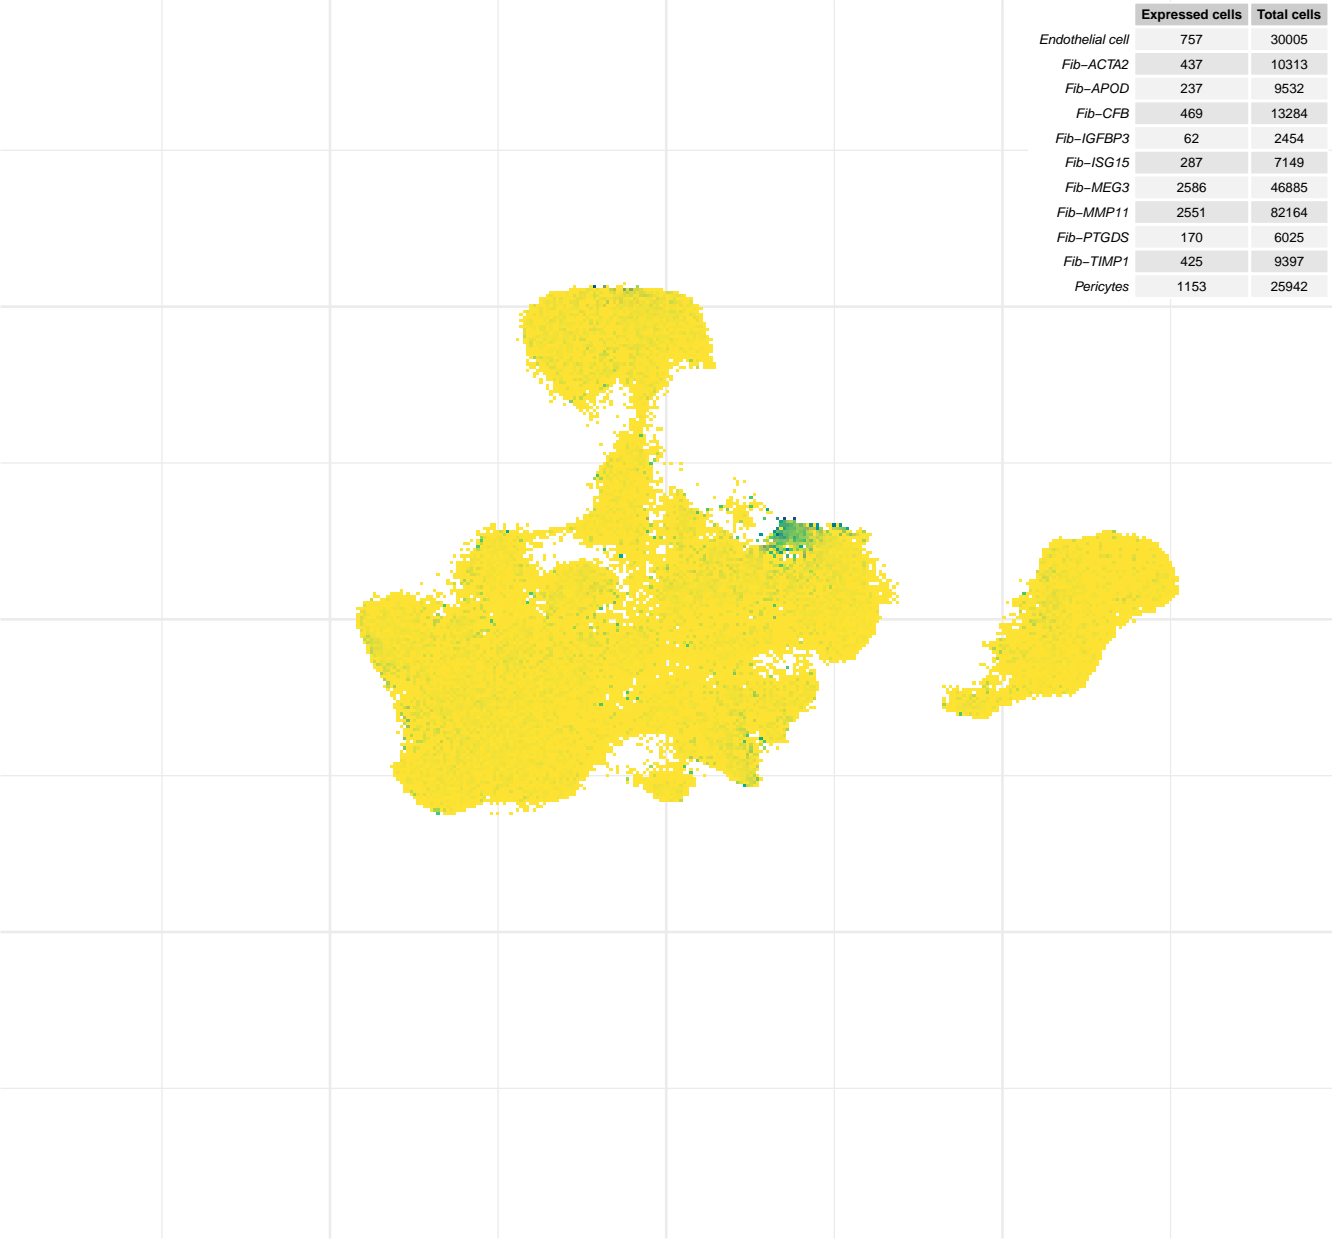 Expressed cells Total cells
Endothelial cell 757 30005
Fib−ACTA2 437 10313
Fib−APOD 237 9532
Fib−CFB 469 13284
Fib−IGFBP3 62 2454
Fib−ISG15 287 7149
Fib−MEG3 2586 46885
Fib−MMP11 2551 82164
Fib−PTGDS 170 6025
Fib−TIMP1 425 9397
Pericytes 1153 25942